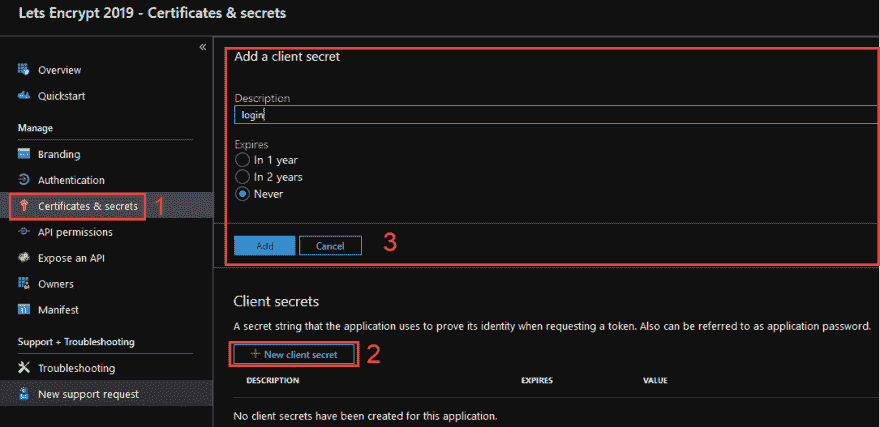 Lets Encrypt 2019 - Certificates & secrets
«
Overview
Quickstart
Manage
Branding
Authentication
Certificates & secrets 1
API permissions
Expose an API
Owners
Manifest
Support + Troubleshooting
Troubleshooting
New support request
Add a client secret
Description
login
Expires
In 1 year
In 2 years
Never
Add Cancel 3
Client secrets
A secret string that the application uses to prove its identity when requesting a token. Also can be referred to as application password.
+ New client secret 2
DESCRIPTION EXPIRES VALUE
No client secrets have been created for this application.